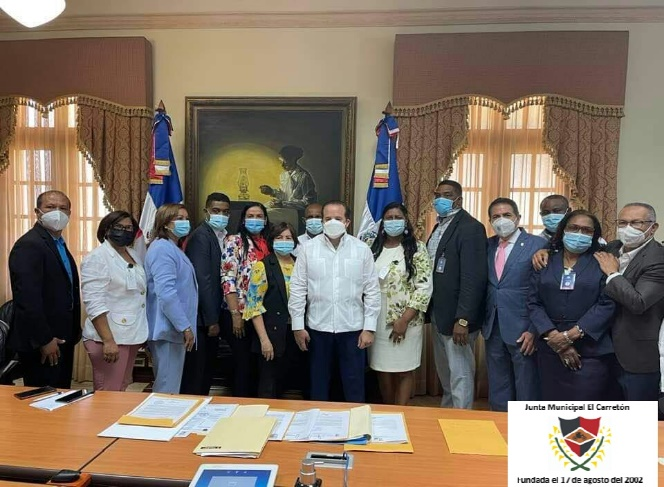 Junta Municipal El Carretón
Fundada el 17 de agosto del 2002